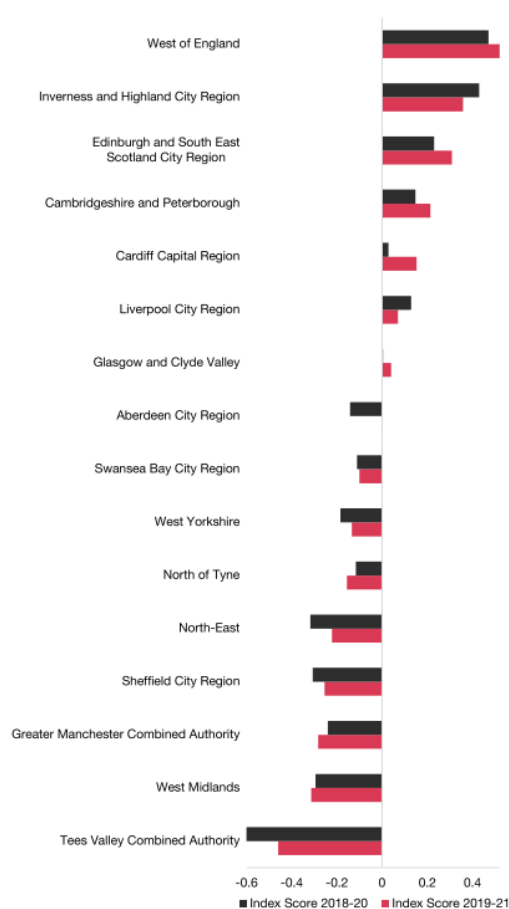 West of England
Inverness and Highland City Region
Edinburgh and South East
Scotland City Region
Cambridgeshire and Peterborough
Cardiff Capital Region
Liverpool City Region
Glasgow and Clyde Valley
Aberdeen City Region
Swansea Bay City Region
West Yorkshire
North of Tyne
North-East
Sheffield City Region
Greater Manchester Combined Authority
West Midlands
Tees Valley Combined Authority
-0.6 -0.4 -0.2 0 0.2 0.4
Index Score 2018-20 Index Score 2019-21